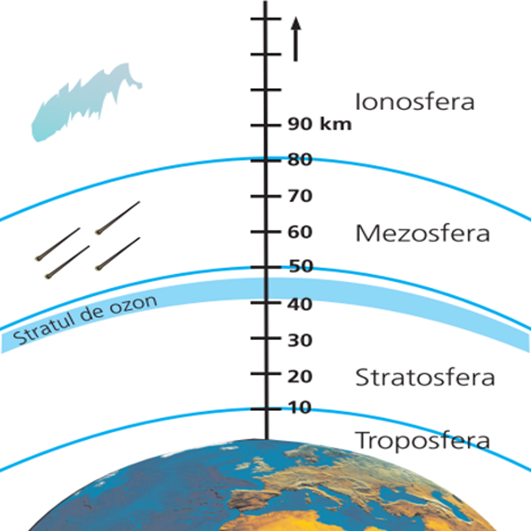 Ionosfera
90 km
80
70
60
Mezosfera
50
Stratul de ozon
40
30
20
Stratosfera
10
Troposfera